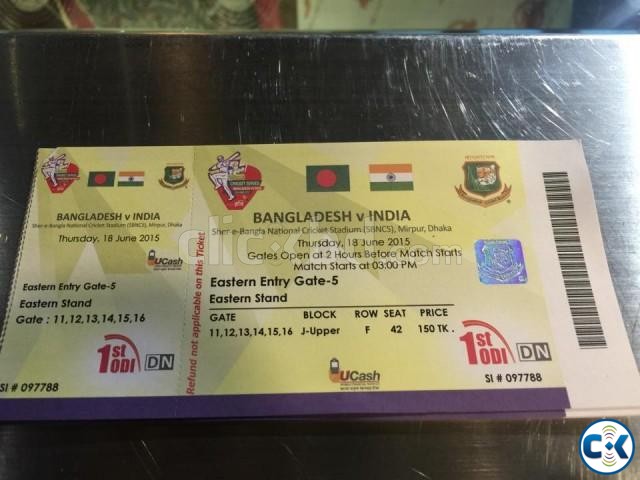 BANGLADESH v INDIA
Sher-e-Bangla National Cricket Stadium (SBNCS), Mirpur, Dhaka
Thursday, 18 June 2015
UCash
Eastern Entry Gate-5
Eastern Stand
Gate : 11,12,13,14,15,16
1st ODI DN
SI # 097788
Refund not applicable on this Ticket
CRICKET SERIES
BANGLADESH v INDIA
Sher-e-Bangla National Cricket Stadium (SBNCS), Mirpur, Dhaka
Thursday, 18 June 2015
Gates Open at 2 Hours Before Match Starts
Match Starts at 03:00 PM
Eastern Entry Gate-5
Eastern Stand
GATE BLOCK ROW SEAT PRICE
11,12,13,14,15,16 J-Upper F 42 150 TK.
1st ODI DN
UCash
SI # 097788
CK